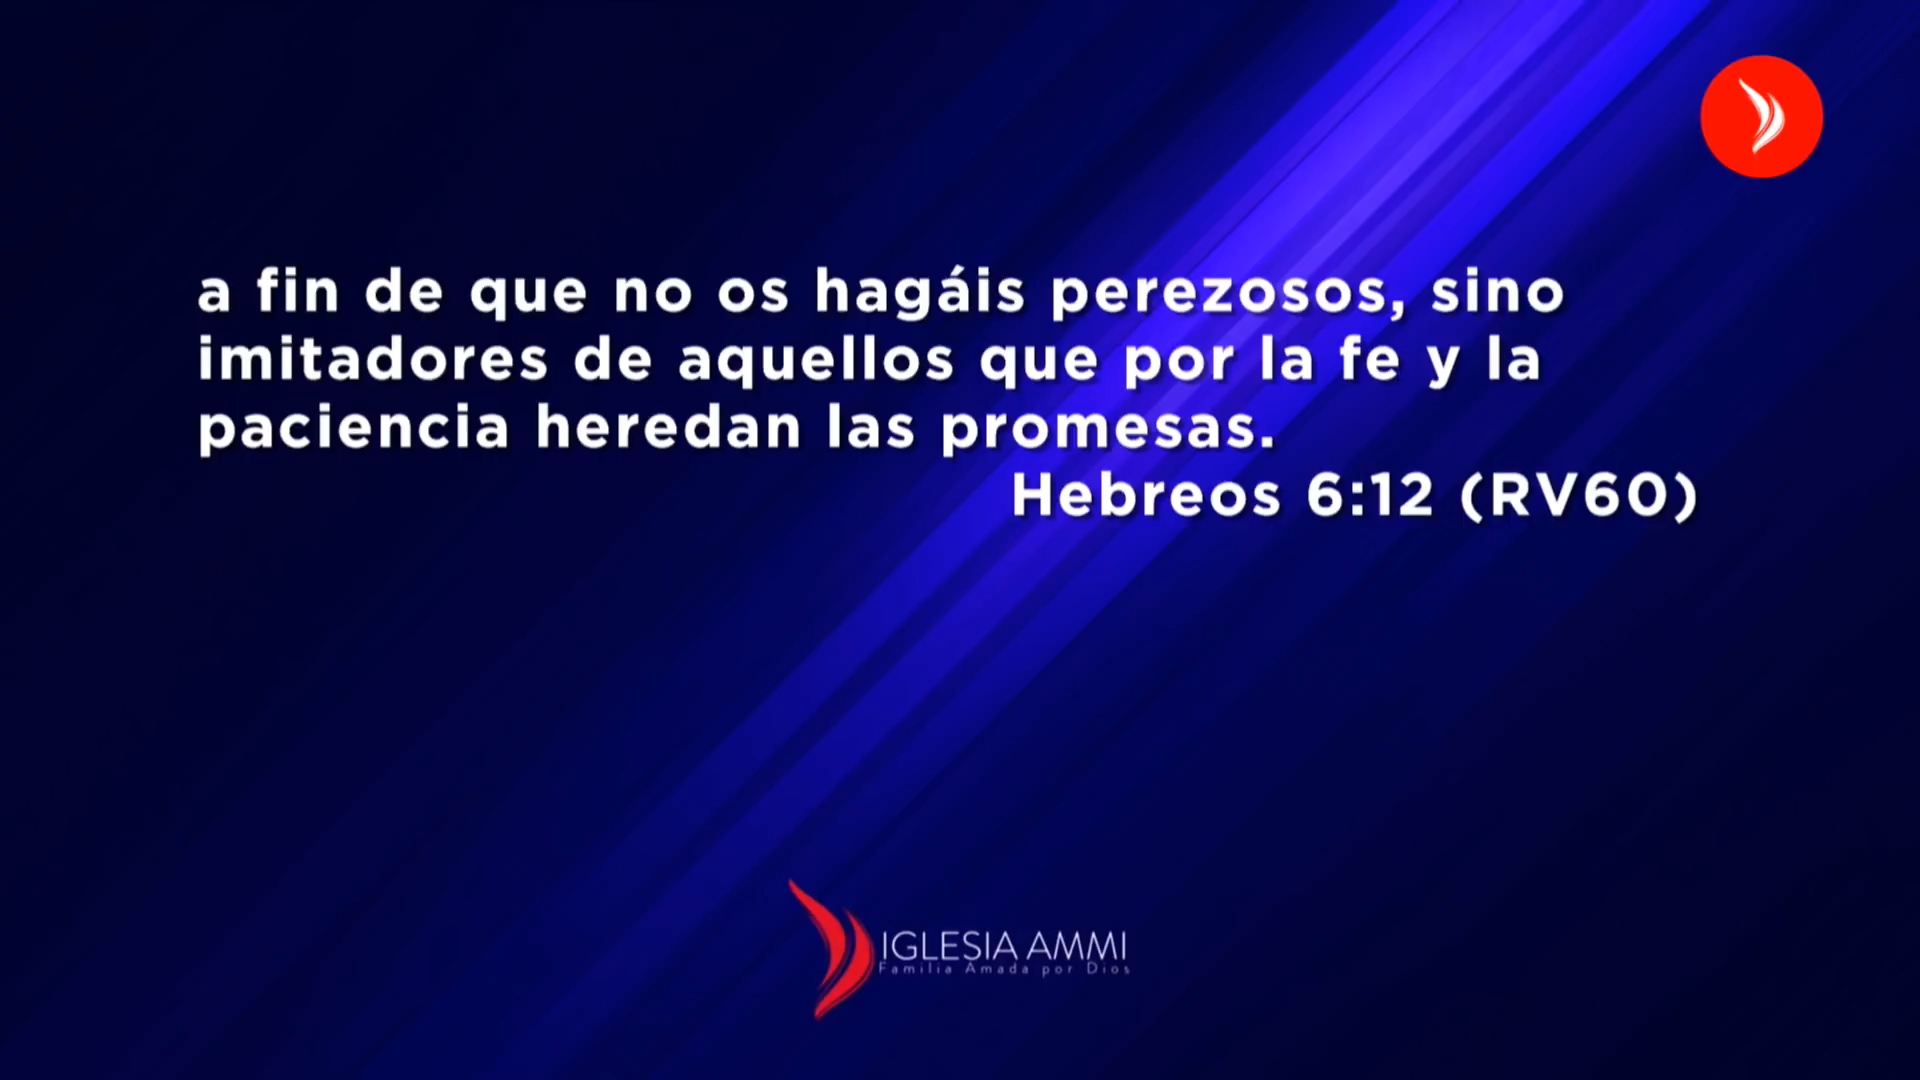 a fin de que no os hagáis perezosos, sino
imitadores de aquellos que por la fe y la
paciencia heredan las promesas.
Hebreos 6:12 (RV60)
IGLESIA AMMI
Familia Amada por Dios